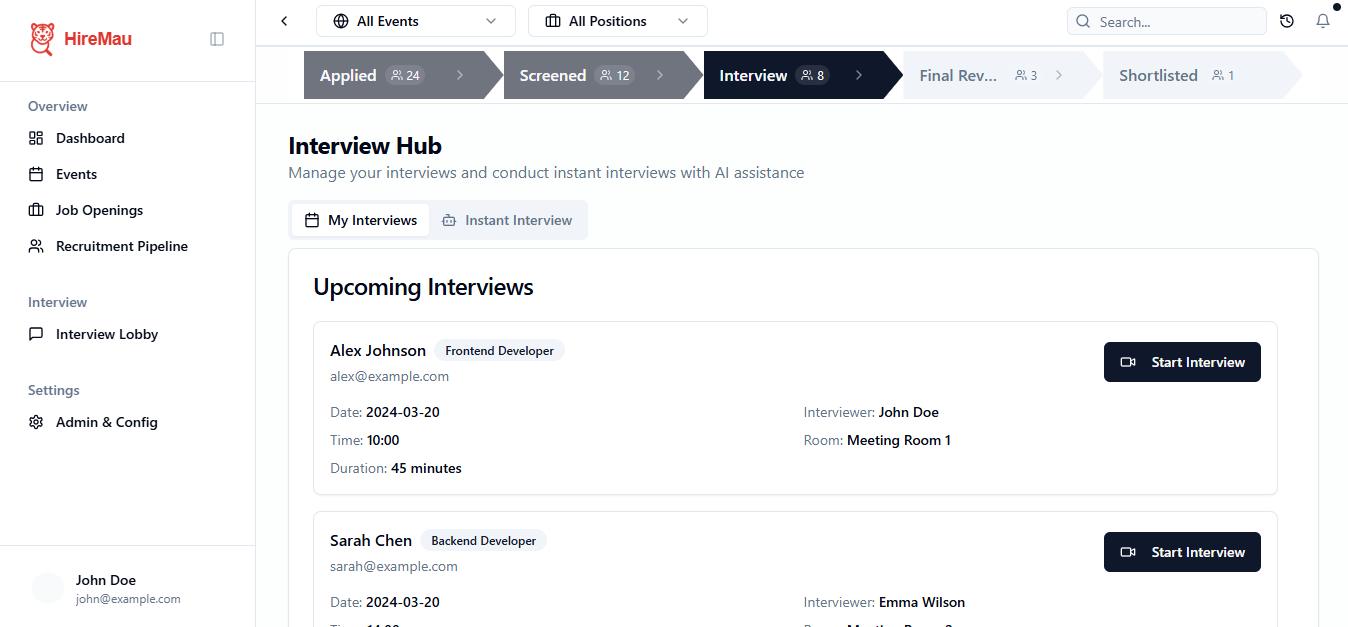 HireMau
All Events
All Positions
Search...
Applied 24
Screened 12
Interview 8
Final Rev... 3
Shortlisted 1
Overview
Dashboard
Events
Job Openings
Recruitment Pipeline
Interview
Interview Lobby
Settings
Admin & Config
John Doe
john@example.com
Interview Hub
Manage your interviews and conduct instant interviews with AI assistance
My Interviews
Instant Interview
Upcoming Interviews
Alex Johnson Frontend Developer
alex@example.com
Start Interview
Date: 2024-03-20
Interviewer: John Doe
Time: 10:00
Room: Meeting Room 1
Duration: 45 minutes
Sarah Chen Backend Developer
sarah@example.com
Start Interview
Date: 2024-03-20
Interviewer: Emma Wilson